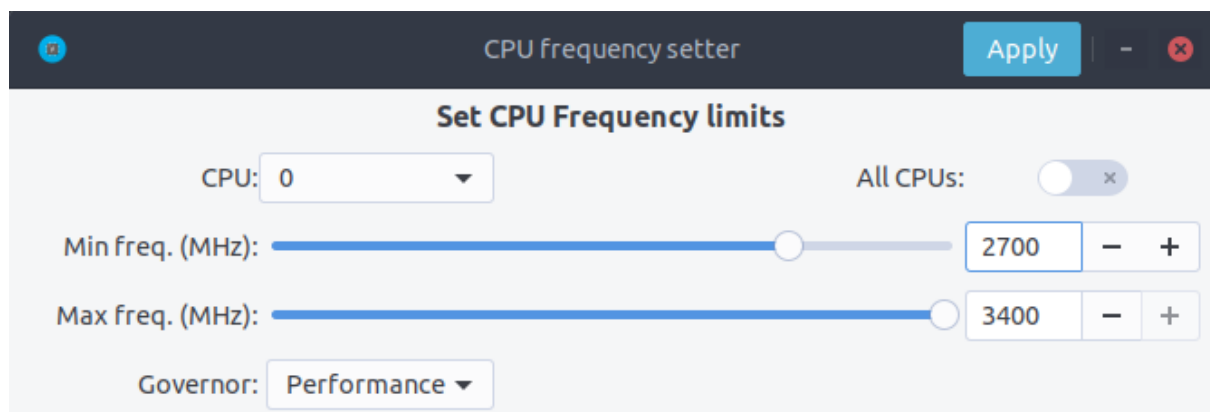 CPU frequency setter Apply
Set CPU Frequency limits
CPU: 0 All CPUs:
Min freq. (MHz): 2700 − +
Max freq. (MHz): 3400 − +
Governor: Performance